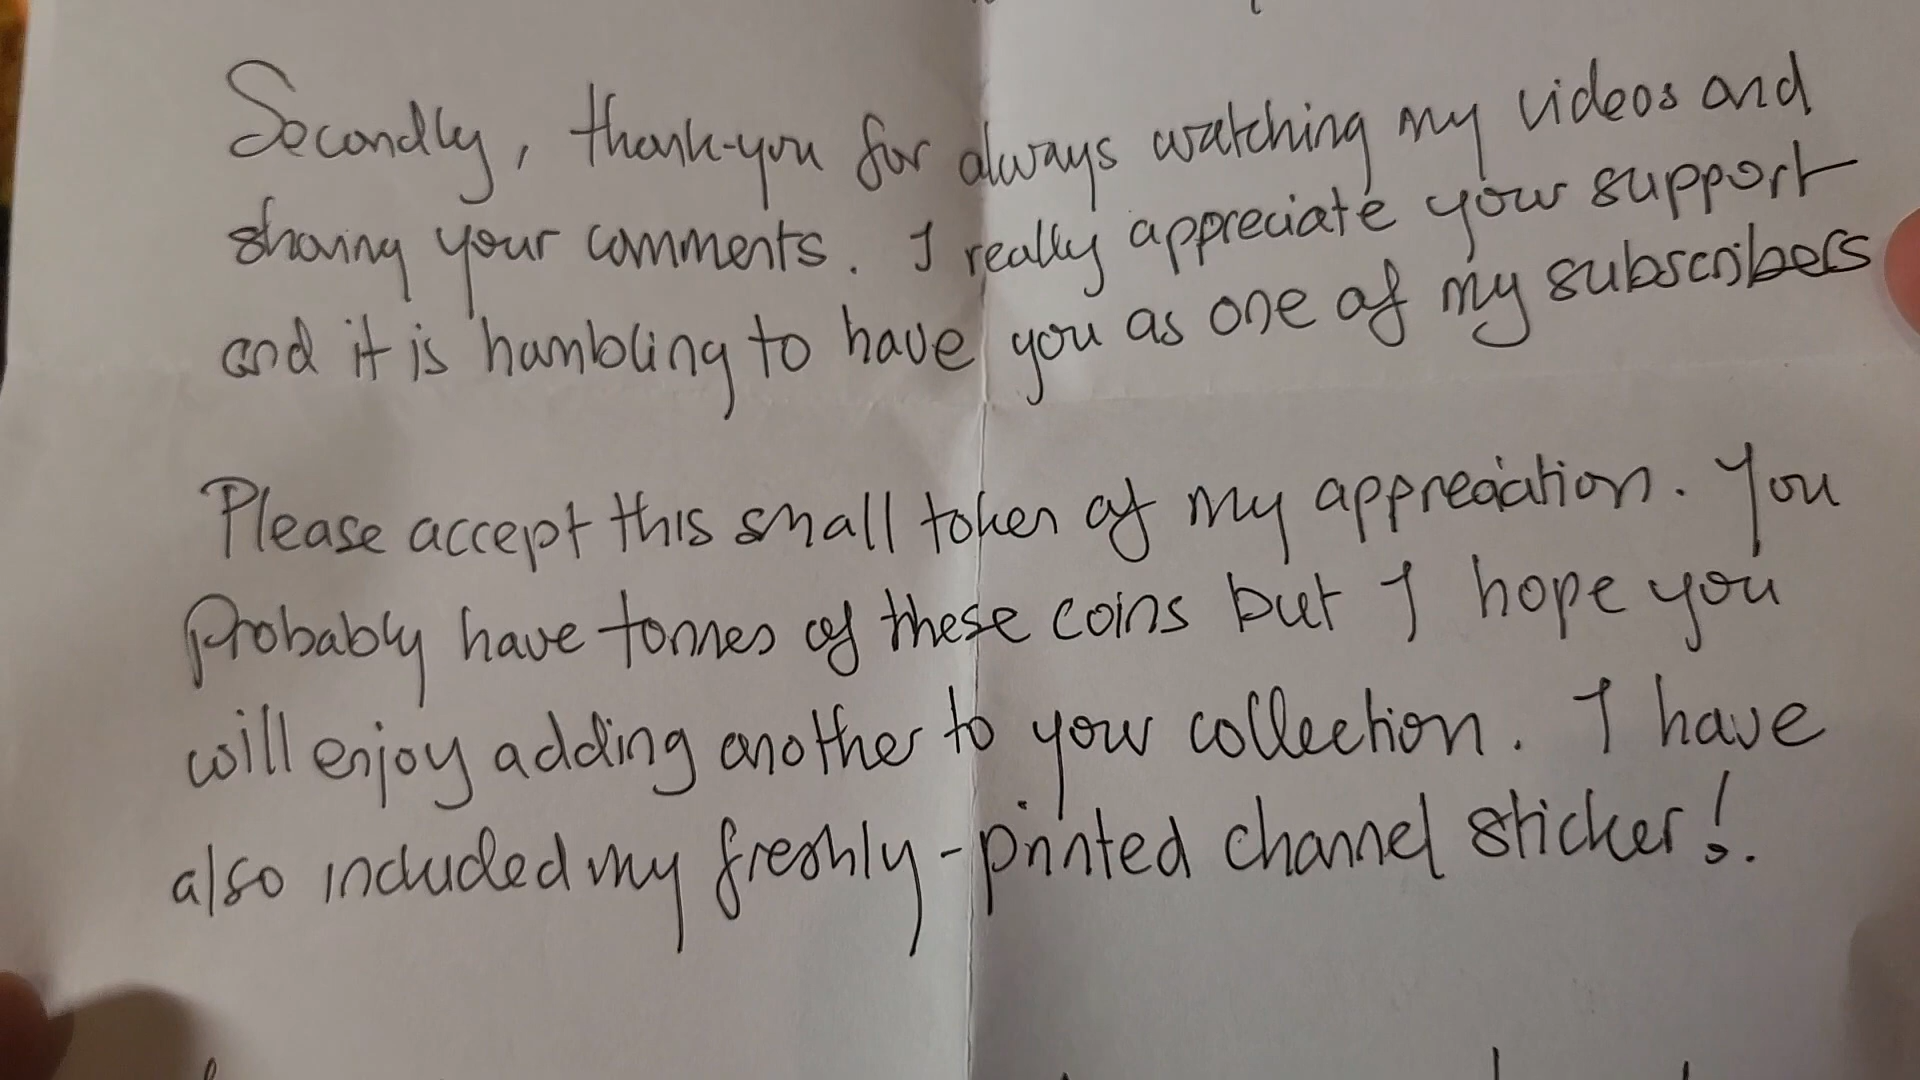 Secondly, thank-you for always watching my videos and
sharing your comments. I really appreciate your support
and it is humbling to have you as one of my subscribers
Please accept this small token of my appreciation. You
Probably have tonnes of these coins but I hope you
will enjoy adding another to your collection. I have
also included my freshly-printed channel sticker!.